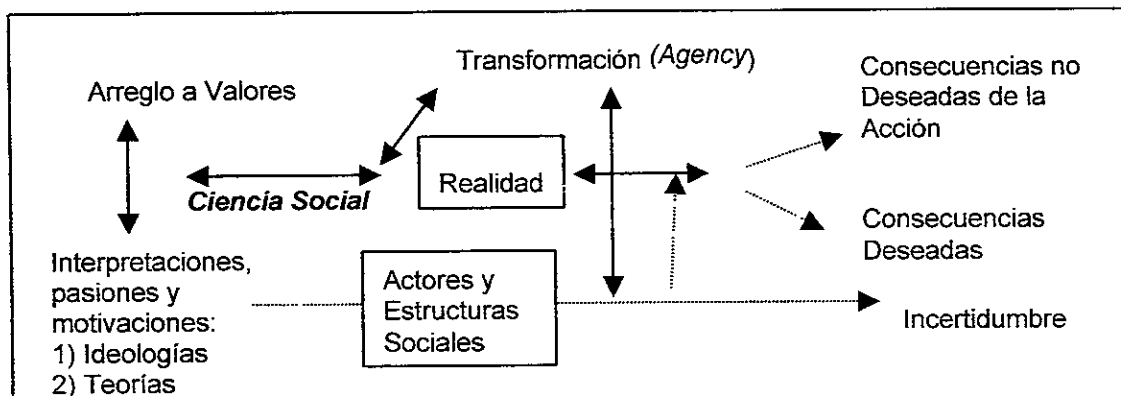 Transformación (Agency)
Arreglo a Valores
Consecuencias no
Deseadas de la
Acción
Realidad
Ciencia Social
Consecuencias
Deseadas
Interpretaciones,
pasiones y
motivaciones:
1) Ideologías
2) Teorías
Actores y
Estructuras
Sociales
Incertidumbre